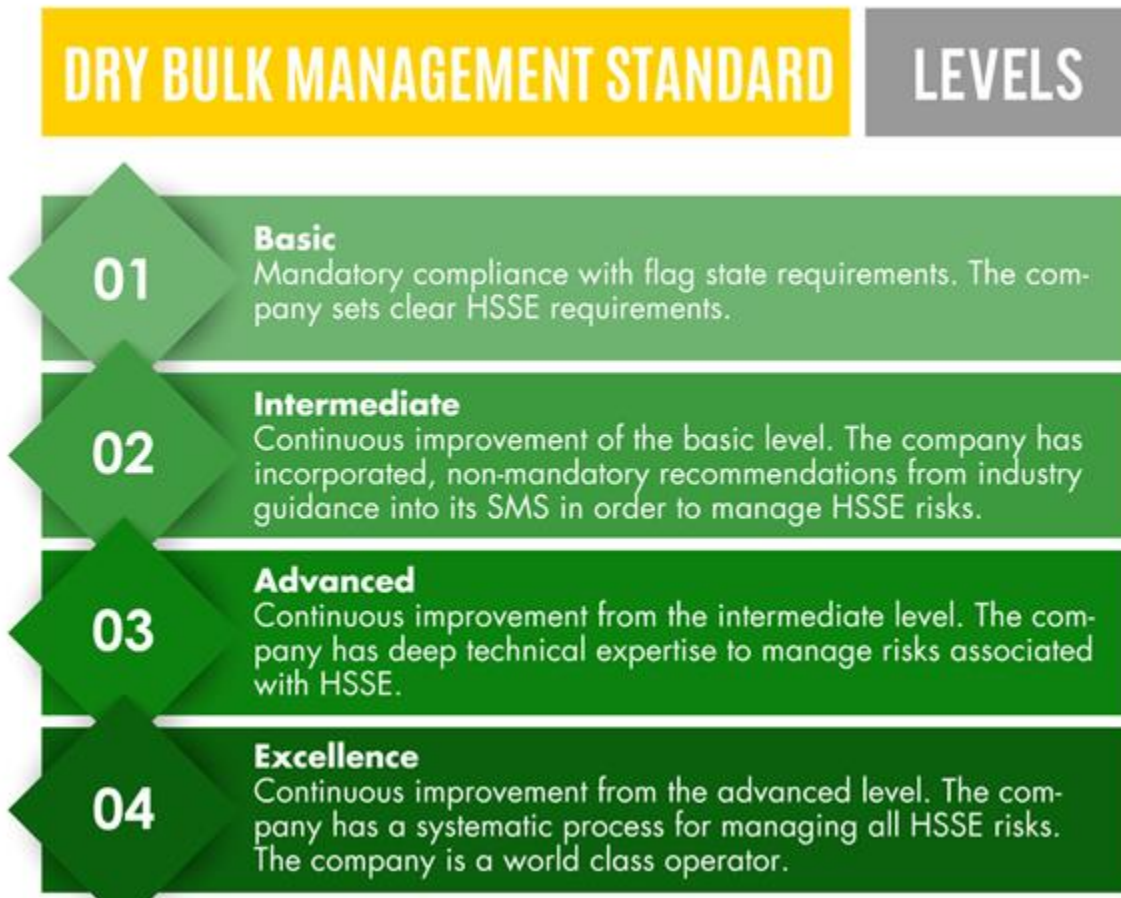 DRY BULK MANAGEMENT STANDARD LEVELS
01
Basic
Mandatory compliance with flag state requirements. The com-
pany sets clear HSSE requirements.
02
Intermediate
Continuous improvement of the basic level. The company has
incorporated, non-mandatory recommendations from industry
guidance into its SMS in order to manage HSSE risks.
03
Advanced
Continuous improvement from the intermediate level. The com-
pany has deep technical expertise to manage risks associated
with HSSE.
04
Excellence
Continuous improvement from the advanced level. The com-
pany has a systematic process for managing all HSSE risks.
The company is a world class operator.